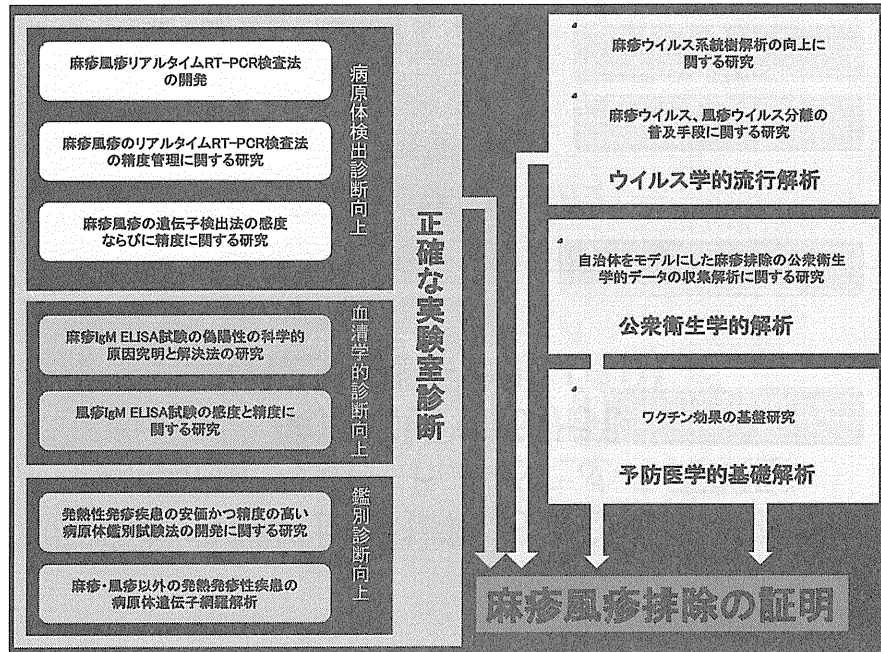 麻疹風疹リアルタイムRT-PCR検査法
の開発
麻疹風疹のリアルタイムRT-PCR検査法
の精度管理に関する研究
麻疹風疹の遺伝子検出法の感度
ならびに精度に関する研究
病原体検出診断向上
麻疹IgM ELISA試験の偽陽性の科学的
原因究明と解決法の研究
風疹IgM ELISA試験の感度と精度に
関する研究
血清学的診断向上
発熱性発疹疾患の安価かつ精度の高い
病原体鑑別試験法の開発に関する研究
麻疹・風疹以外の発熱発疹性疾患の
病原体遺伝子網羅解析
鑑別診断向上
正確な実験室診断
麻疹ウイルス系統樹解析の向上に
関する研究
麻疹ウイルス、風疹ウイルス分離の
普及手段に関する研究
ウイルス学的流行解析
自治体をモデルにした麻疹排除の公衆衛生
学的データの収集解析に関する研究
公衆衛生学的解析
ワクチン効果の基盤研究
予防医学的基礎解析
麻疹風疹排除の証明